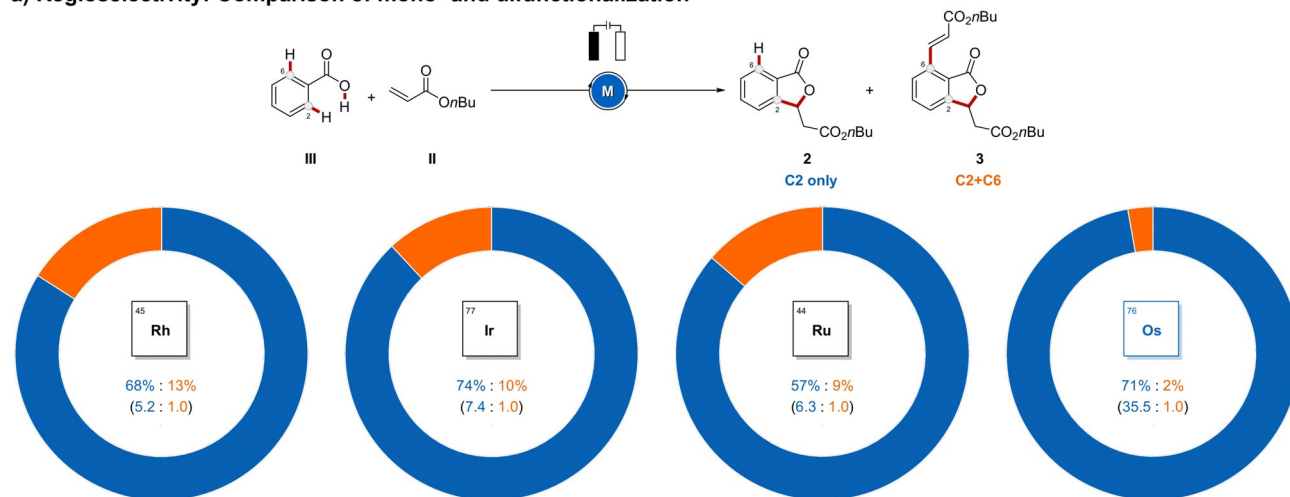 a) Regioselectivity: Comparison of mono- and difunctionalization
H
6
O
O
H
2
H
III
+
O
OnBu
II
M
H
6
O
O
2
CO2nBu
2
C2 only
+
CO2nBu
6
O
O
2
CO2nBu
3
C2+C6
45
Rh
68% : 13%
(5.2 : 1.0)
77
Ir
74% : 10%
(7.4 : 1.0)
44
Ru
57% : 9%
(6.3 : 1.0)
76
Os
71% : 2%
(35.5 : 1.0)